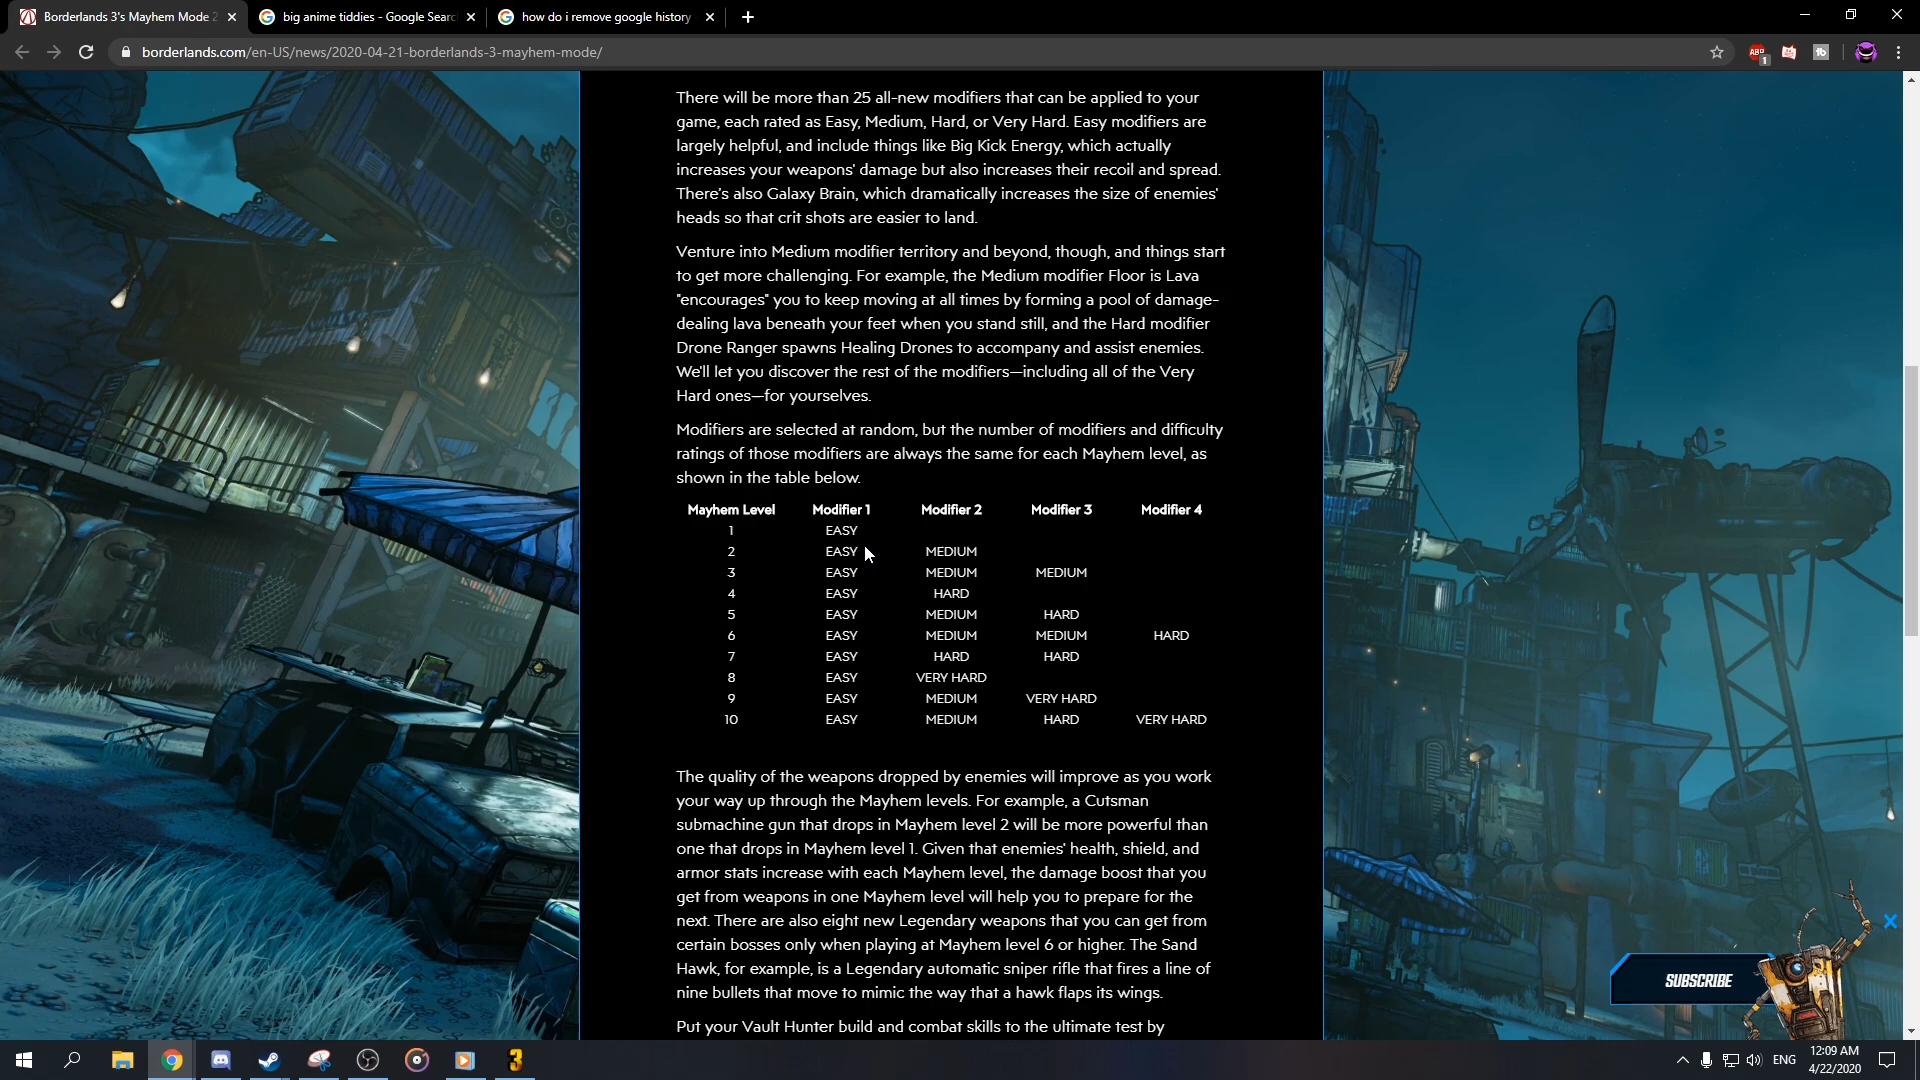 Borderlands 3's Mayhem Mode 2
big anime tiddies - Google Searc
how do i remove google history
borderlands.com/en-US/news/2020-04-21-borderlands-3-mayhem-mode/
ABP
1
fb
There will be more than 25 all-new modifiers that can be applied to your
game, each rated as Easy, Medium, Hard, or Very Hard. Easy modifiers are
largely helpful, and include things like Big Kick Energy, which actually
increases your weapons' damage but also increases their recoil and spread.
There's also Galaxy Brain, which dramatically increases the size of enemies'
heads so that crit shots are easier to land.
Venture into Medium modifier territory and beyond, though, and things start
to get more challenging. For example, the Medium modifier Floor is Lava
"encourages" you to keep moving at all times by forming a pool of damage-
dealing lava beneath your feet when you stand still, and the Hard modifier
Drone Ranger spawns Healing Drones to accompany and assist enemies.
We'll let you discover the rest of the modifiers—including all of the Very
Hard ones—for yourselves.
Modifiers are selected at random, but the number of modifiers and difficulty
ratings of those modifiers are always the same for each Mayhem level, as
shown in the table below.
Mayhem Level Modifier 1 Modifier 2 Modifier 3 Modifier 4
1 EASY
2 EASY MEDIUM
3 EASY MEDIUM MEDIUM
4 EASY HARD
5 EASY MEDIUM HARD
6 EASY MEDIUM MEDIUM HARD
7 EASY HARD HARD
8 EASY VERY HARD
9 EASY MEDIUM VERY HARD
10 EASY MEDIUM HARD VERY HARD
The quality of the weapons dropped by enemies will improve as you work
your way up through the Mayhem levels. For example, a Cutsman
submachine gun that drops in Mayhem level 2 will be more powerful than
one that drops in Mayhem level 1. Given that enemies' health, shield, and
armor stats increase with each Mayhem level, the damage boost that you
get from weapons in one Mayhem level will help you to prepare for the
next. There are also eight new Legendary weapons that you can get from
certain bosses only when playing at Mayhem level 6 or higher. The Sand
Hawk, for example, is a Legendary automatic sniper rifle that fires a line of
nine bullets that move to mimic the way that a hawk flaps its wings.
Put your Vault Hunter build and combat skills to the ultimate test by
SUBSCRIBE
3
ENG
12:09 AM
4/22/2020